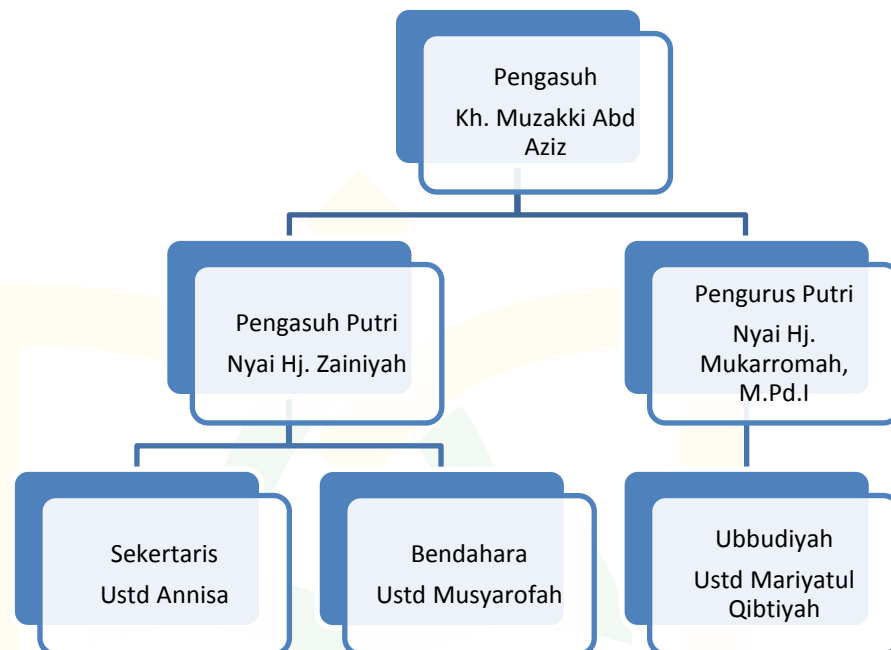 Pengasuh
Kh. Muzakki Abd
Aziz
Pengasuh Putri
Nyai Hj. Zainiyah
Pengurus Putri
Nyai Hj.
Mukarromah,
M.Pd.I
Sekertaris
Ustd Annisa
Bendahara
Ustd Musyarofah
Ubbudiyah
Ustd Mariyatul
Qibtiyah